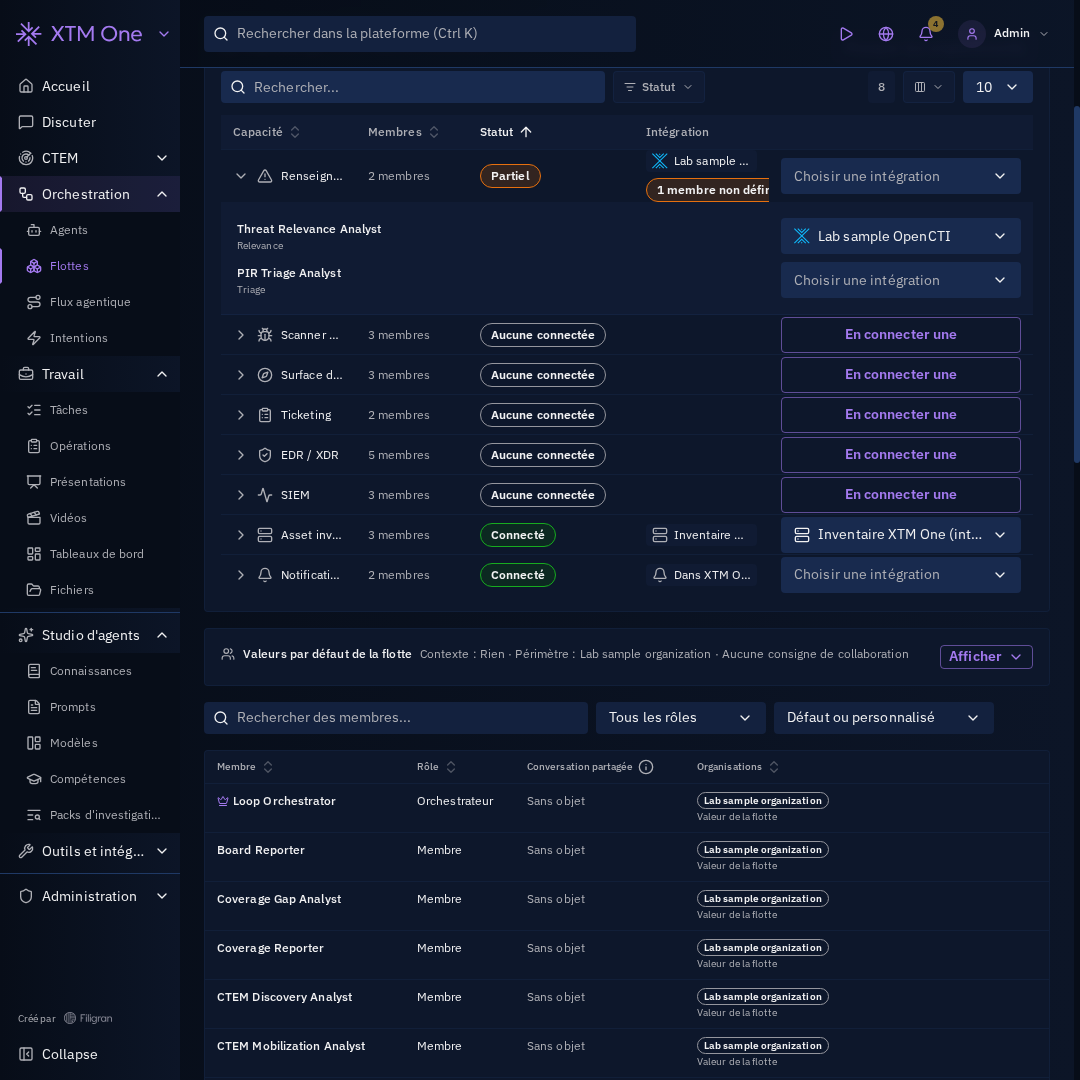 XTM One
Rechercher dans la plateforme (Ctrl K)
4
Admin
Accueil
Discuter
CTEM
Orchestration
Agents
Flottes
Flux agentique
Intentions
Travail
Tâches
Opérations
Présentations
Vidéos
Tableaux de bord
Fichiers
Studio d'agents
Connaissances
Prompts
Modèles
Compétences
Packs d'investigati...
Outils et intég...
Administration
Créé par Filigran
Collapse
Rechercher...
Statut
8
10
Capacité Membres Statut Intégration
Renseign... 2 membres Partiel Lab sample ... Choisir une intégration
1 membre non défin
Threat Relevance Analyst
Relevance
Lab sample OpenCTI
PIR Triage Analyst
Triage
Choisir une intégration
Scanner ... 3 membres Aucune connectée En connecter une
Surface d... 3 membres Aucune connectée En connecter une
Ticketing 2 membres Aucune connectée En connecter une
EDR / XDR 5 membres Aucune connectée En connecter une
SIEM 3 membres Aucune connectée En connecter une
Asset inv... 3 membres Connecté Inventaire ... Inventaire XTM One (int...
Notificati... 2 membres Connecté Dans XTM O... Choisir une intégration
Valeurs par défaut de la flotte Contexte : Rien · Périmètre : Lab sample organization · Aucune consigne de collaboration Afficher
Rechercher des membres... Tous les rôles Défaut ou personnalisé
Membre Rôle Conversation partagée Organisations
Loop Orchestrator Orchestrateur Sans objet Lab sample organization
Valeur de la flotte
Board Reporter Membre Sans objet Lab sample organization
Valeur de la flotte
Coverage Gap Analyst Membre Sans objet Lab sample organization
Valeur de la flotte
Coverage Reporter Membre Sans objet Lab sample organization
Valeur de la flotte
CTEM Discovery Analyst Membre Sans objet Lab sample organization
Valeur de la flotte
CTEM Mobilization Analyst Membre Sans objet Lab sample organization
Valeur de la flotte